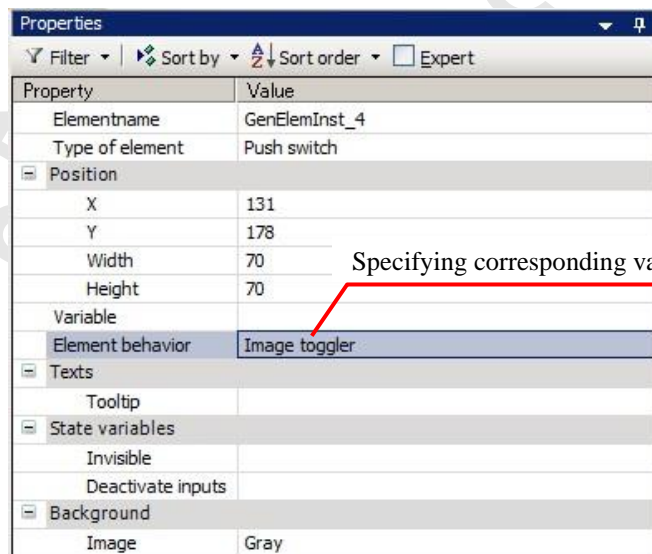 Properties
Filter Sort by Sort order Expert
Property Value
Elementname GenElemInst_4
Type of element Push switch
Position
X 131
Y 178
Width 70
Specifying corresponding va
Height 70
Variable
Element behavior Image toggler
Texts
Tooltip
State variables
Invisible
Deactivate inputs
Background
Image Gray